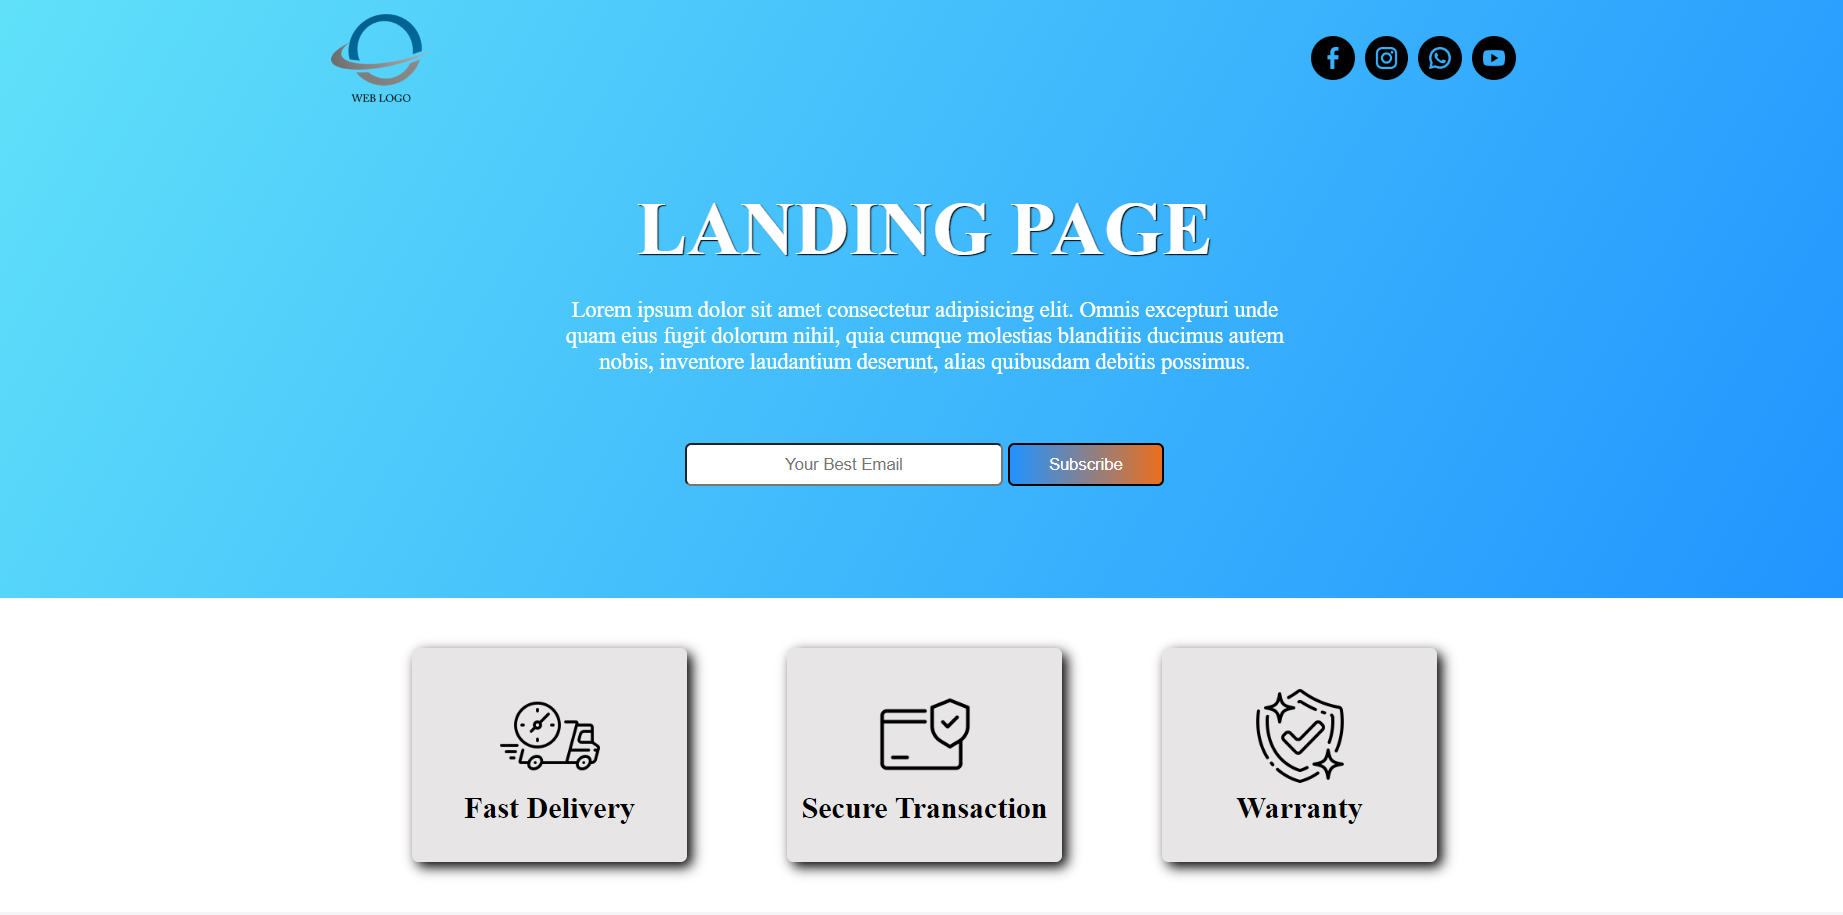 WEB LOGO
LANDING PAGE
Lorem ipsum dolor sit amet consectetur adipisicing elit. Omnis excepturi unde
quam eius fugit dolorum nihil, quia cumque molestias blanditiis ducimus autem
nobis, inventore laudantium deserunt, alias quibusdam debitis possimus.
Your Best Email
Subscribe
Fast Delivery
Secure Transaction
Warranty